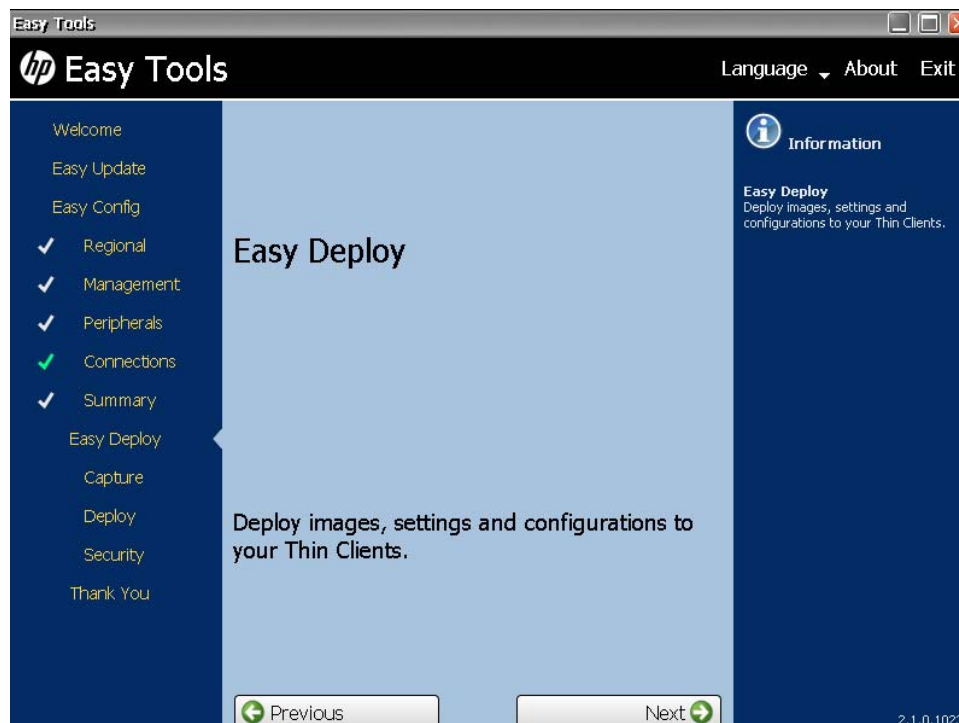 Easy Tools
hp Easy Tools
Language About Exit
Welcome
Easy Update
Easy Config
Regional
Management
Peripherals
Connections
Summary
Easy Deploy
Capture
Deploy
Security
Thank You
Easy Deploy
Deploy images, settings and configurations to
your Thin Clients.
Previous
Next
Information
Easy Deploy
Deploy images, settings and
configurations to your Thin Clients.